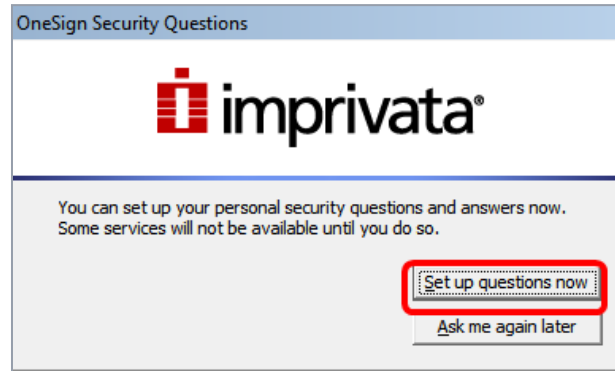 OneSign Security Questions
imprivata®
You can set up your personal security questions and answers now.
Some services will not be available until you do so.
Set up questions now
Ask me again later